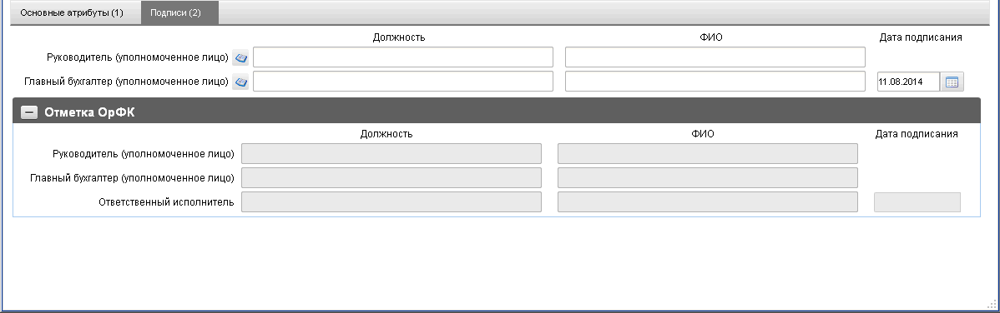 Основные атрибуты (1) Подписи (2)
Должность ФИО Дата подписания
Руководитель (уполномоченное лицо)
Главный бухгалтер (уполномоченное лицо) 11.08.2014
Отметка ОрФК
Должность ФИО Дата подписания
Руководитель (уполномоченное лицо)
Главный бухгалтер (уполномоченное лицо)
Ответственный исполнитель